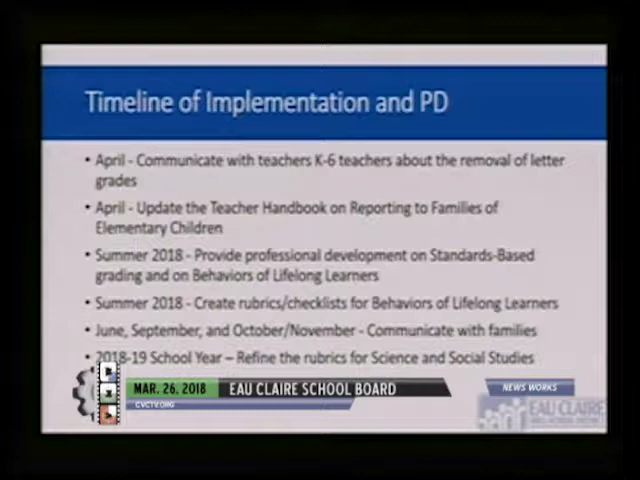 Timeline of Implementation and PD
• April - Communicate with teachers K-6 teachers about the removal of letter
grades
• April - Update the Teacher Handbook on Reporting to Families of
Elementary Children
• Summer 2018 - Provide professional development on Standards-Based
grading and on Behaviors of Lifelong Learners
• Summer 2018 - Create rubrics/checklists for Behaviors of Lifelong Learners
• June, September, and October/November - Communicate with families
• 2018-19 School Year – Refine the rubrics for Science and Social Studies
MAR. 26, 2018 EAU CLAIRE SCHOOL BOARD NEWS WORKS
CVCTV.ORG
EAU CLAIRE